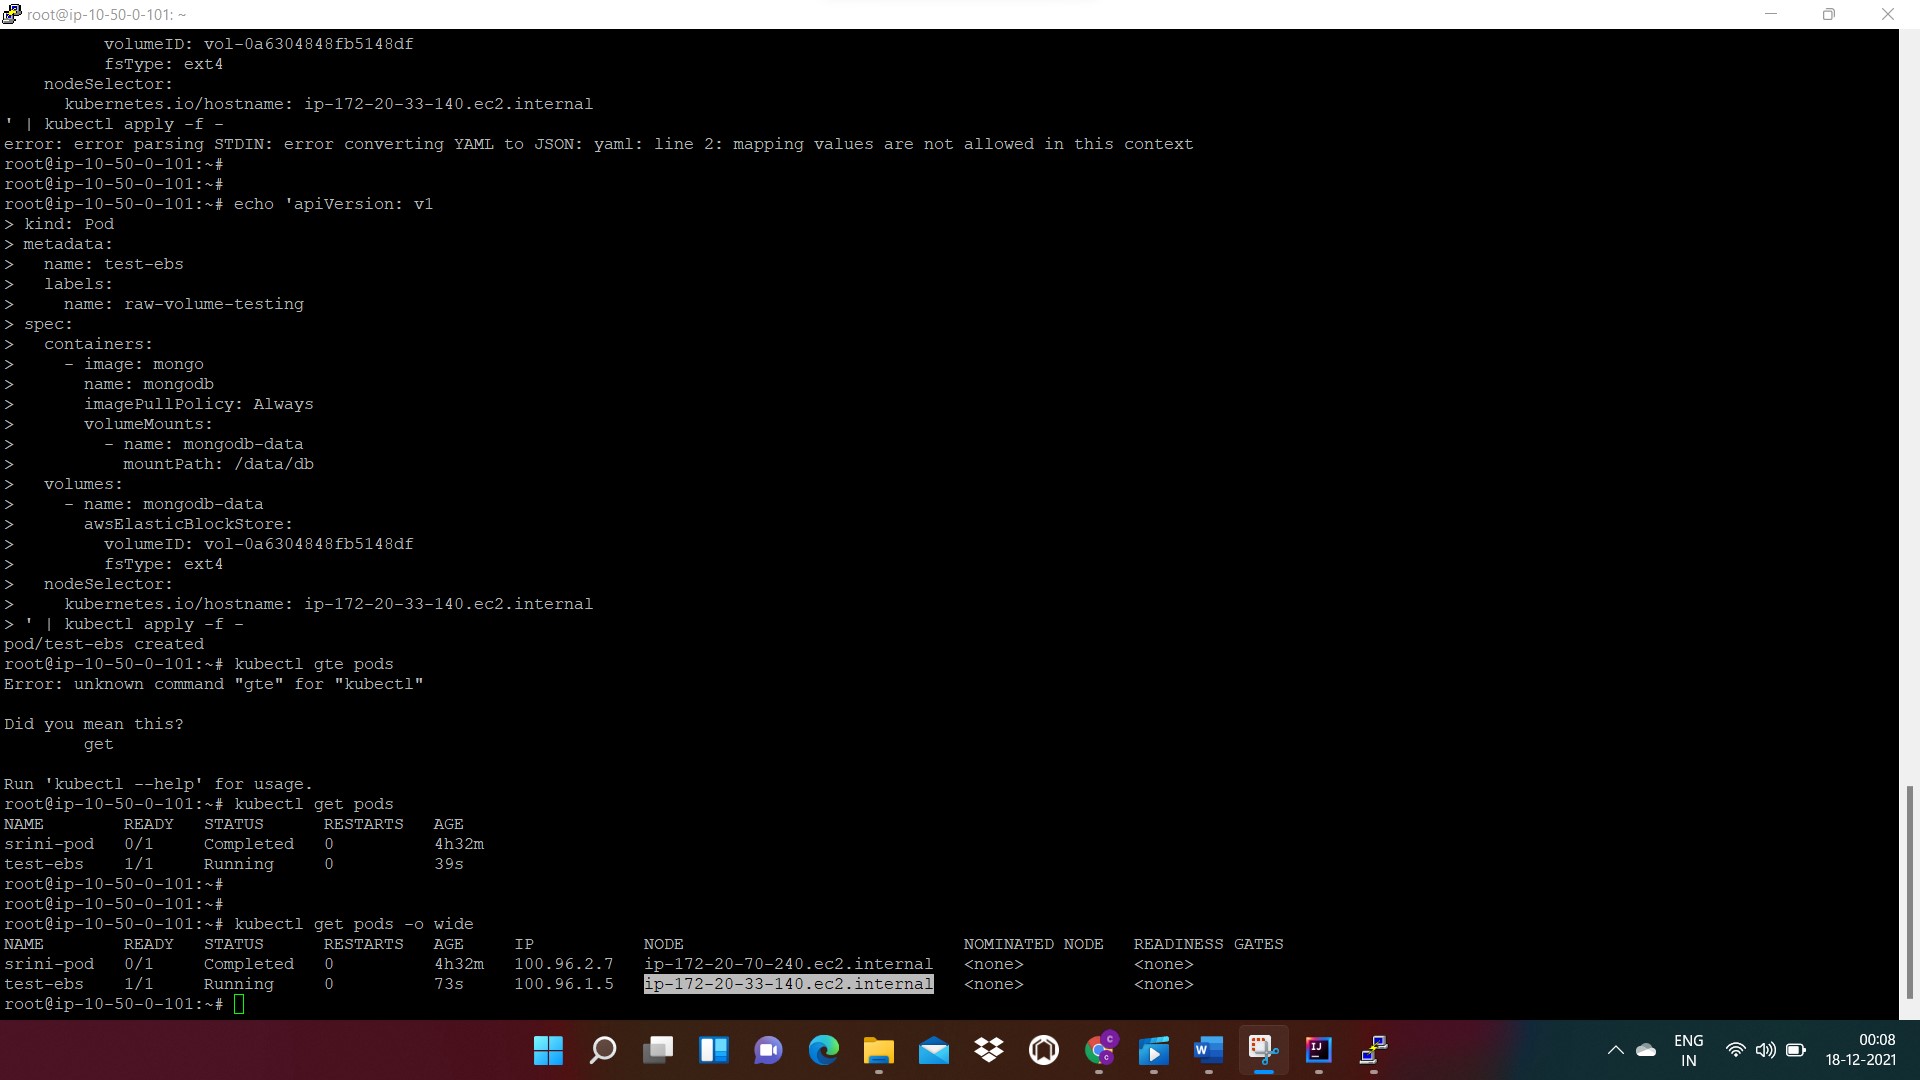 root@ip-10-50-0-101: ~
          volumeID: vol-0a6304848fb5148df
          fsType: ext4
    nodeSelector:
      kubernetes.io/hostname: ip-172-20-33-140.ec2.internal
' | kubectl apply -f -
error: error parsing STDIN: error converting YAML to JSON: yaml: line 2: mapping values are not allowed in this context
root@ip-10-50-0-101:~#
root@ip-10-50-0-101:~#
root@ip-10-50-0-101:~# echo 'apiVersion: v1
> kind: Pod
> metadata:
>   name: test-ebs
>   labels:
>     name: raw-volume-testing
> spec:
>   containers:
>     - image: mongo
>       name: mongodb
>       imagePullPolicy: Always
>       volumeMounts:
>         - name: mongodb-data
>           mountPath: /data/db
>   volumes:
>     - name: mongodb-data
>       awsElasticBlockStore:
>         volumeID: vol-0a6304848fb5148df
>         fsType: ext4
>   nodeSelector:
>     kubernetes.io/hostname: ip-172-20-33-140.ec2.internal
> ' | kubectl apply -f -
pod/test-ebs created
root@ip-10-50-0-101:~# kubectl gte pods
Error: unknown command "gte" for "kubectl"
Did you mean this?
        get
Run 'kubectl --help' for usage.
root@ip-10-50-0-101:~# kubectl get pods
NAME        READY   STATUS      RESTARTS   AGE
srini-pod   0/1     Completed   0          4h32m
test-ebs    1/1     Running     0          39s
root@ip-10-50-0-101:~#
root@ip-10-50-0-101:~#
root@ip-10-50-0-101:~# kubectl get pods -o wide
NAME        READY   STATUS      RESTARTS   AGE     IP           NODE                            NOMINATED NODE   READINESS GATES
srini-pod   0/1     Completed   0          4h32m   100.96.2.7   ip-172-20-70-240.ec2.internal   <none>           <none>
test-ebs    1/1     Running     0          73s     100.96.1.5   ip-172-20-33-140.ec2.internal   <none>           <none>
root@ip-10-50-0-101:~#
ENG
IN
00:08
18-12-2021